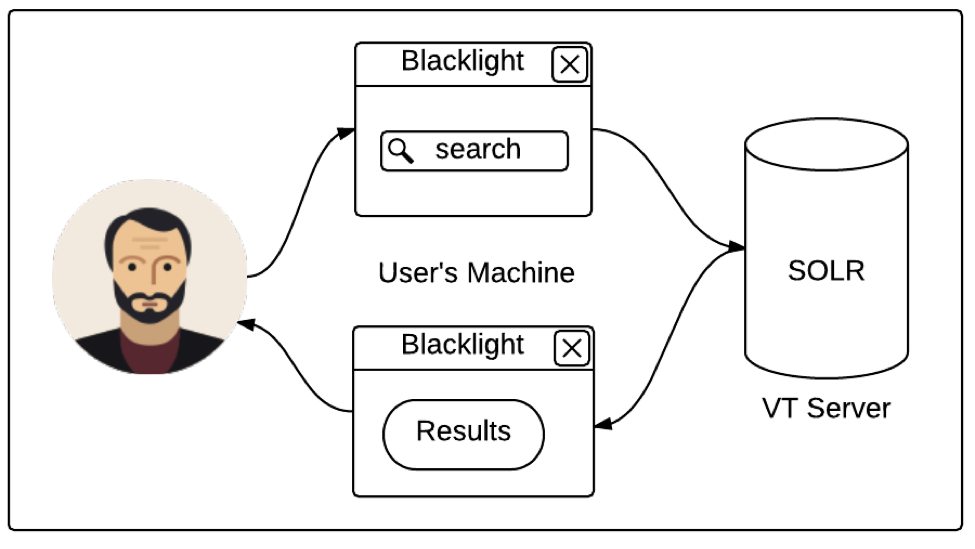 Blacklight
search
User's Machine
SOLR
Blacklight
Results
VT Server